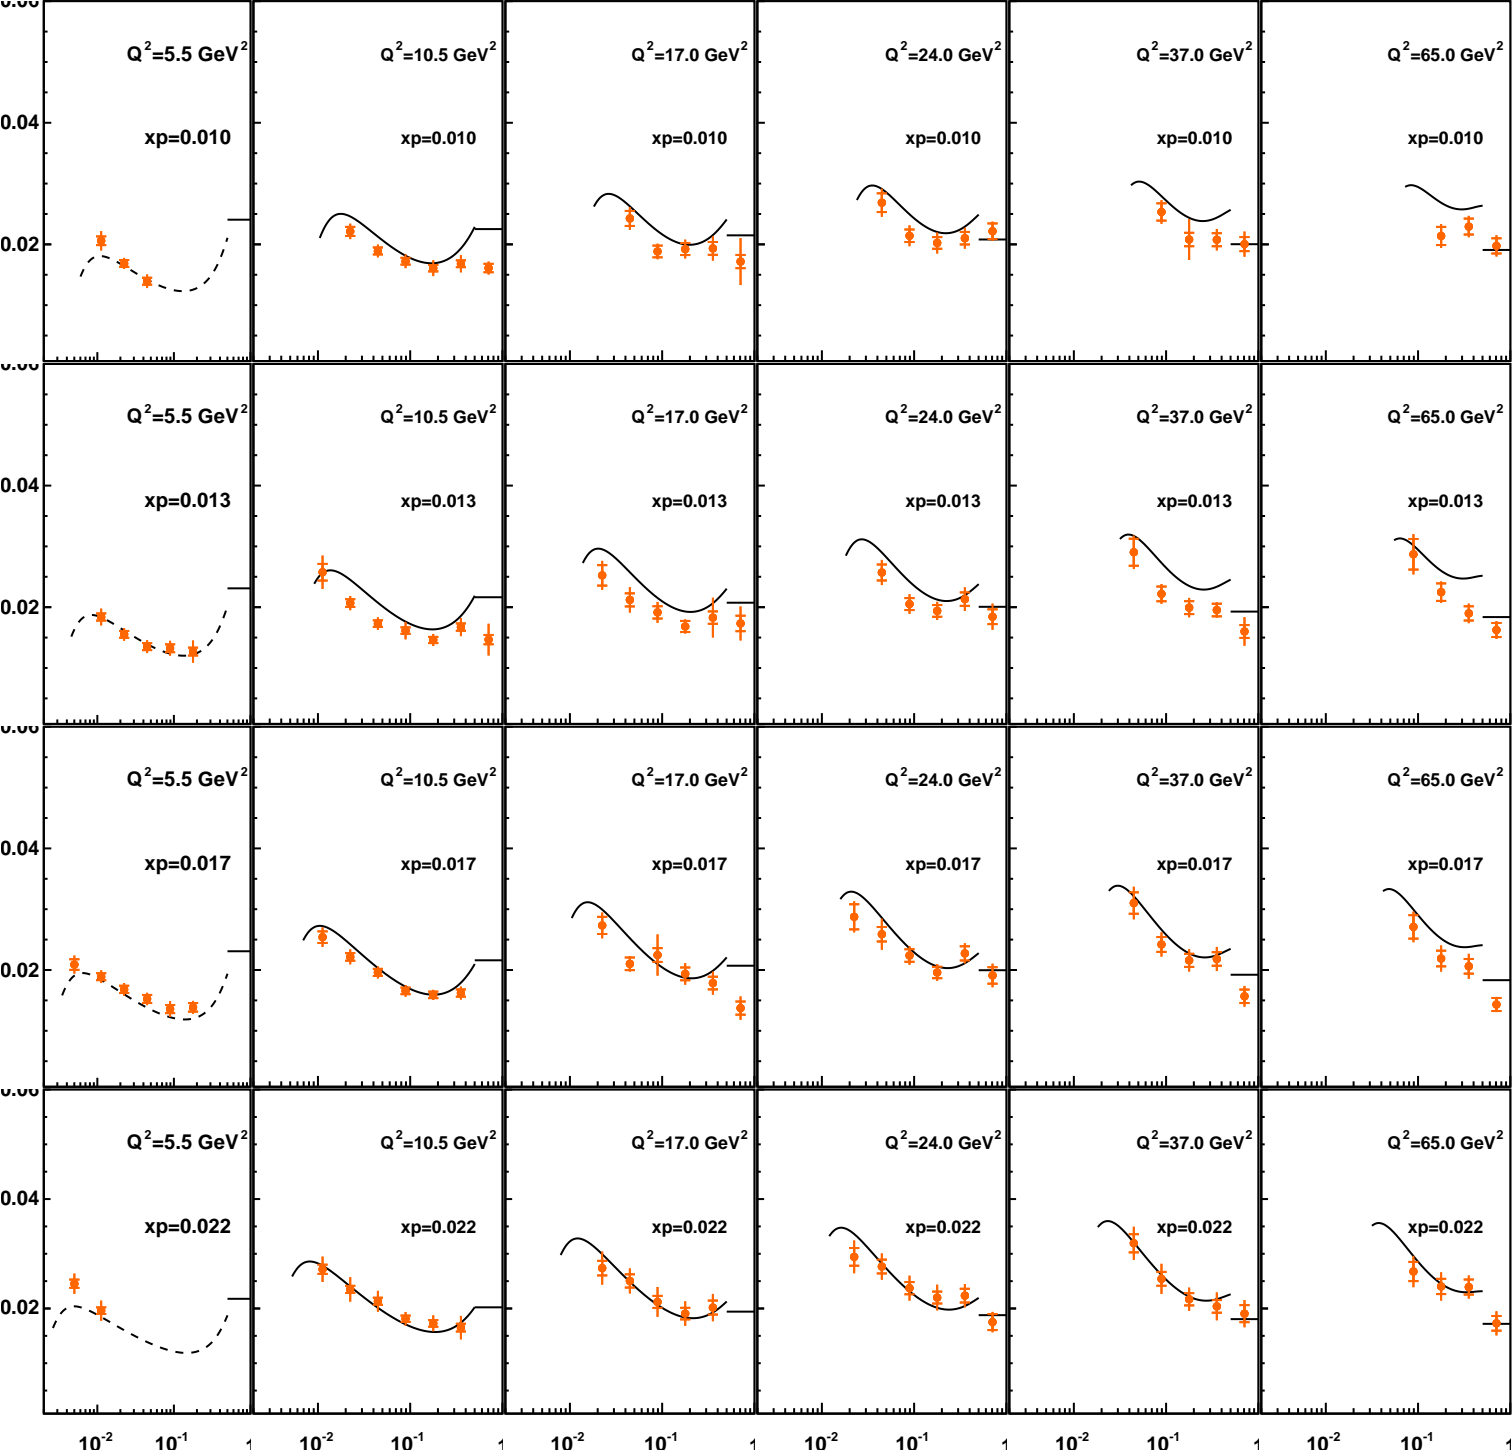 0.06
Q²=5.5 GeV² Q²=10.5 GeV² Q²=17.0 GeV² Q²=24.0 GeV² Q²=37.0 GeV² Q²=65.0 GeV²
0.04
xp=0.010 xp=0.010 xp=0.010 xp=0.010 xp=0.010 xp=0.010
0.02
0.06
Q²=5.5 GeV² Q²=10.5 GeV² Q²=17.0 GeV² Q²=24.0 GeV² Q²=37.0 GeV² Q²=65.0 GeV²
0.04
xp=0.013 xp=0.013 xp=0.013 xp=0.013 xp=0.013 xp=0.013
0.02
0.06
Q²=5.5 GeV² Q²=10.5 GeV² Q²=17.0 GeV² Q²=24.0 GeV² Q²=37.0 GeV² Q²=65.0 GeV²
0.04
xp=0.017 xp=0.017 xp=0.017 xp=0.017 xp=0.017 xp=0.017
0.02
0.06
Q²=5.5 GeV² Q²=10.5 GeV² Q²=17.0 GeV² Q²=24.0 GeV² Q²=37.0 GeV² Q²=65.0 GeV²
0.04
xp=0.022 xp=0.022 xp=0.022 xp=0.022 xp=0.022 xp=0.022
0.02
10⁻² 10⁻¹ 1 10⁻² 10⁻¹ 1 10⁻² 10⁻¹ 1 10⁻² 10⁻¹ 1 10⁻² 10⁻¹ 1 10⁻² 10⁻¹ 1